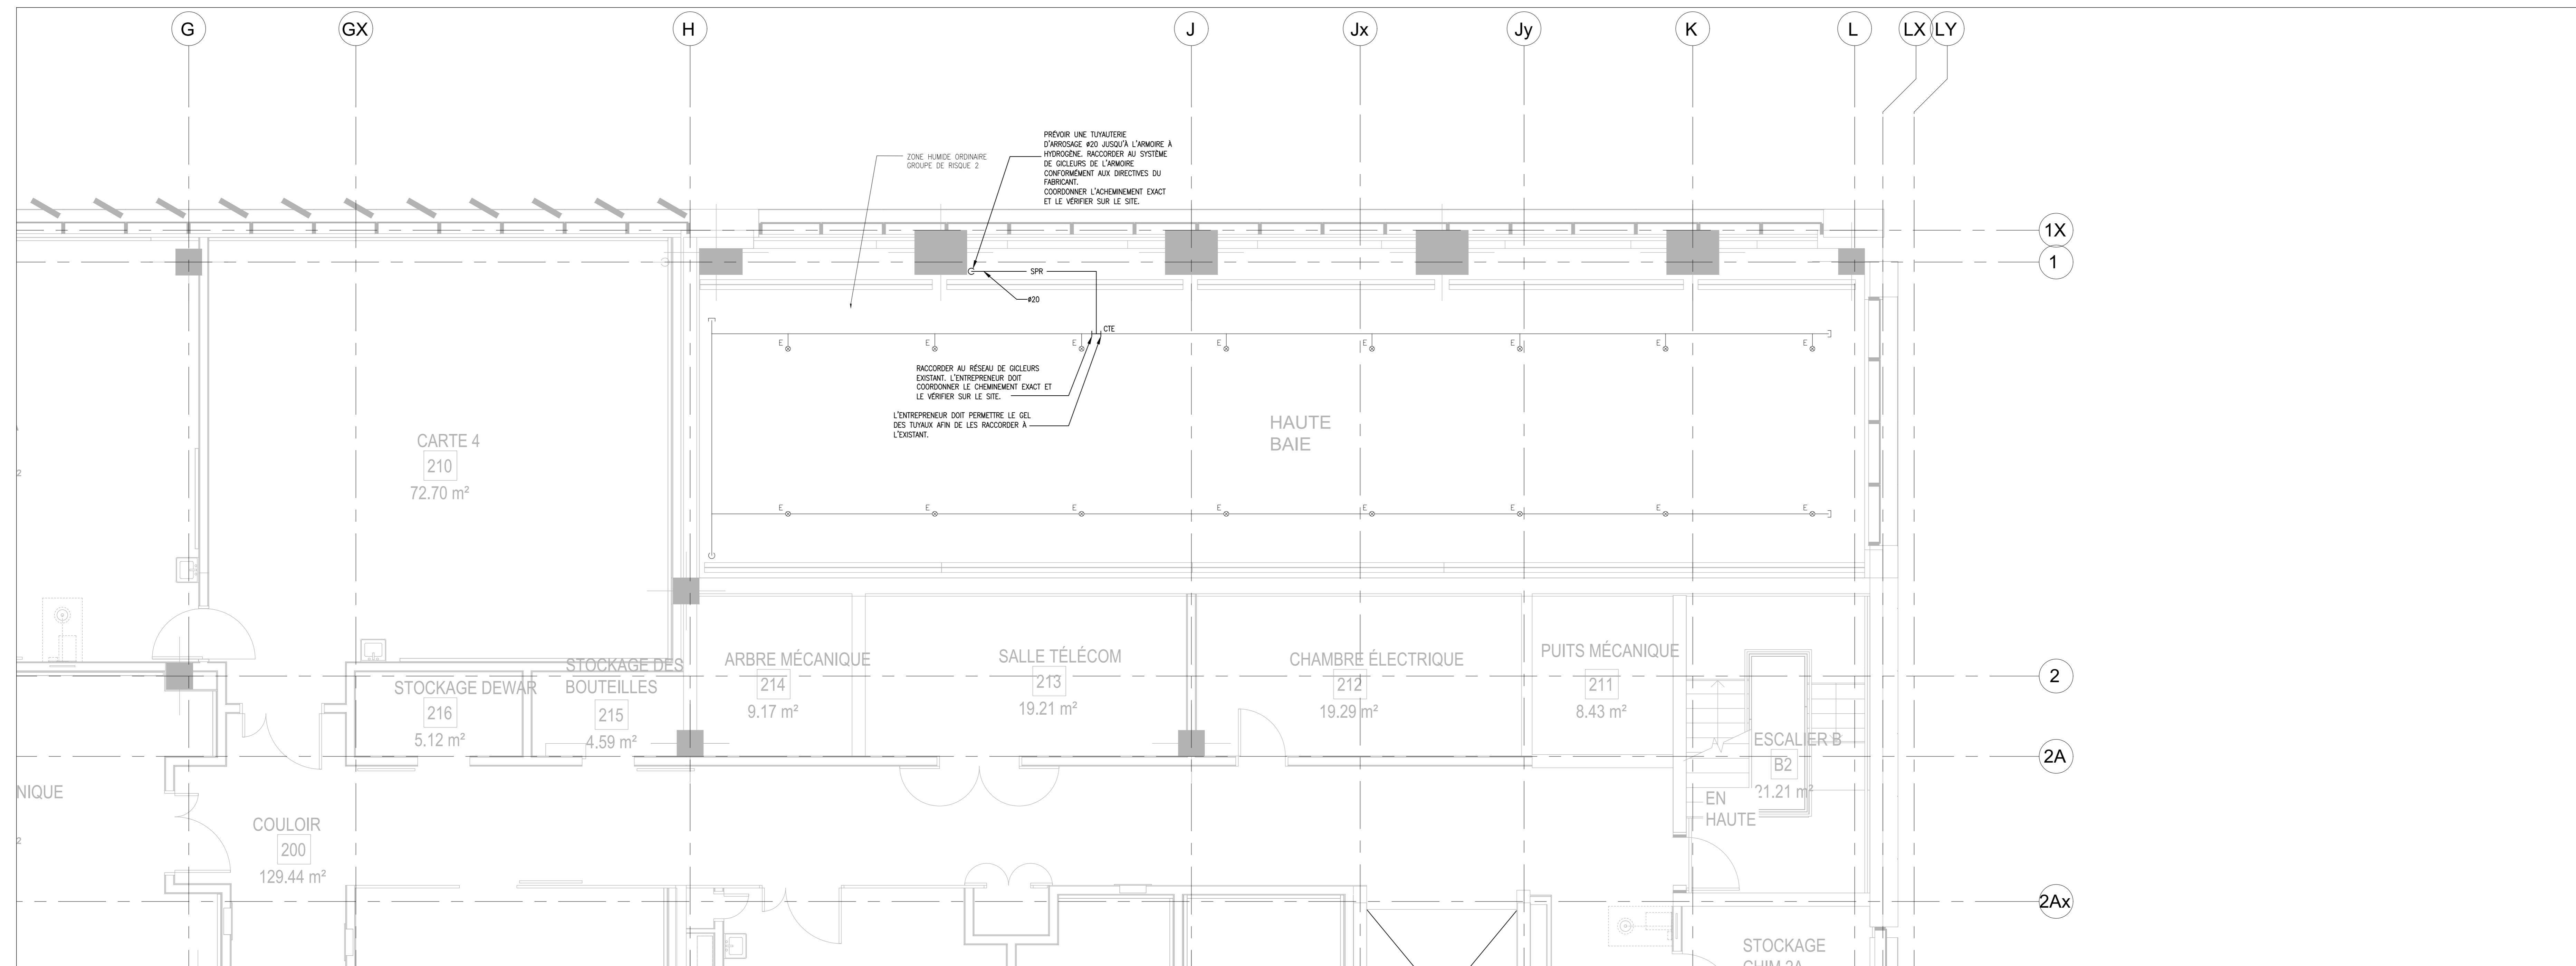 G
GX
H
J
Jx
Jy
K
L
LX
LY
PRÉVOIR UNE TUYAUTERIE
D'ARROSAGE ø20 JUSQU'À L'ARMOIRE À
HYDROGÈNE. RACCORDER AU SYSTÈME
DE GICLEURS DE L'ARMOIRE
CONFORMÉMENT AUX DIRECTIVES DU
FABRICANT.
COORDONNER L'ACHEMINEMENT EXACT
ET LE VÉRIFIER SUR LE SITE.
ZONE HUMIDE ORDINAIRE
GROUPE DE RISQUE 2
1X
1
SPR
ø20
CTE
E
E
E
E
E
E
E
E
RACCORDER AU RÉSEAU DE GICLEURS
EXISTANT. L'ENTREPRENEUR DOIT
COORDONNER LE CHEMINEMENT EXACT ET
LE VÉRIFIER SUR LE SITE.
L'ENTREPRENEUR DOIT PERMETTRE LE GEL
DES TUYAUX AFIN DE LES RACCORDER À
L'EXISTANT.
HAUTE
BAIE
CARTE 4
210
72.70 m²
E
E
E
E
E
E
E
E
STOCKAGE DEWAR
216
5.12 m²
STOCKAGE DES
BOUTEILLES
215
4.59 m²
ARBRE MÉCANIQUE
214
9.17 m²
SALLE TÉLÉCOM
213
19.21 m²
CHAMBRE ÉLECTRIQUE
212
19.29 m²
PUITS MÉCANIQUE
211
8.43 m²
2
ESCALIER B
B2
21.21 m²
2A
EN
HAUTE
NIQUE
2
COULOIR
200
129.44 m²
2Ax
STOCKAGE